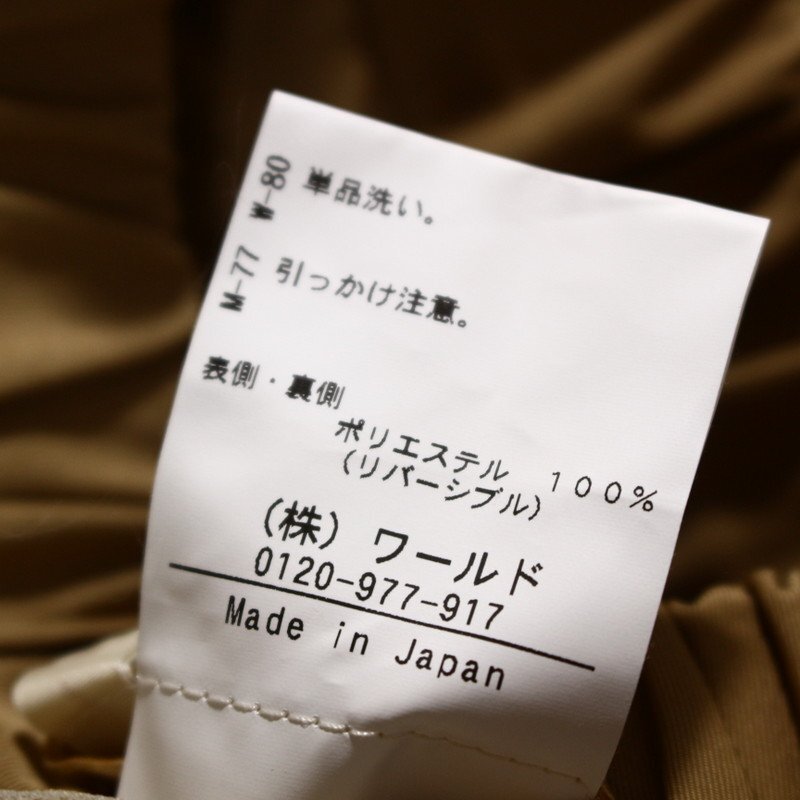 W-80 単品洗い。
M-77 引っかけ注意。
表側・裏側
ポリエステル １００％
（リバーシブル）
（株）ワールド
0120-977-917
Made in Japan